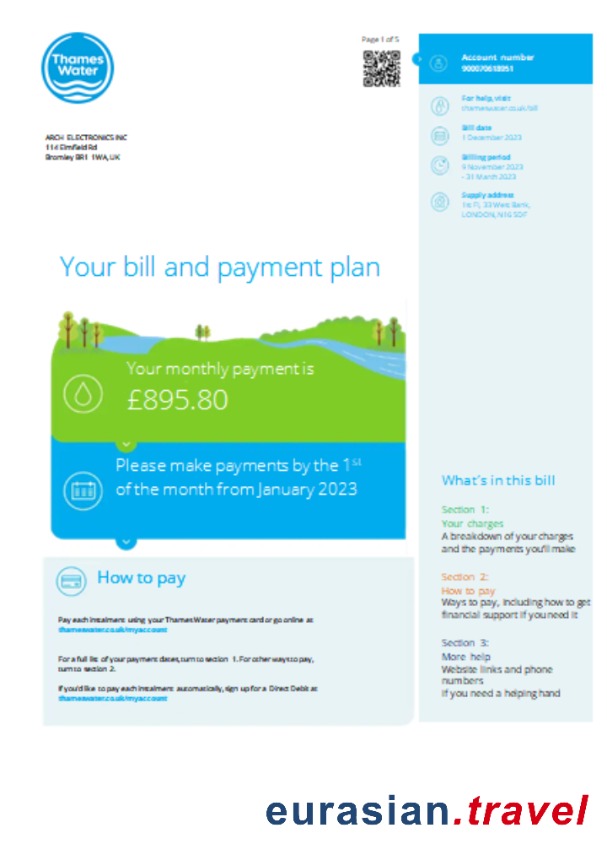 Thames
Water
Page 1 of 5
ARCH ELECTRONICS INC
114 Elmfield Rd
Bromley BR1 1WA, UK
Account number
For help, visit
thameswater.co.uk/bill
Bill date
1 December 2023
Billing period
9 November 2023
- 31 March 2023
Supply address
LONDON, N16 5DF
Your bill and payment plan
Your monthly payment is
£895.80
Please make payments by the 1st
of the month from January 2023
How to pay
Pay each instalment using your Thames Water payment card or go online at
thameswater.co.uk/myaccount
For a full list of your payment dates, turn to section 1. For other ways to pay,
turn to section 2.
If you'd like to pay each instalment automatically, sign up for a Direct Debit at
thameswater.co.uk/myaccount
What's in this bill
Section 1:
Your charges
A breakdown of your charges
and the payments you'll make
Section 2:
How to pay
Ways to pay, including how to get
financial support if you need it
Section 3:
More help
Website links and phone
numbers
if you need a helping hand
eurasian.travel